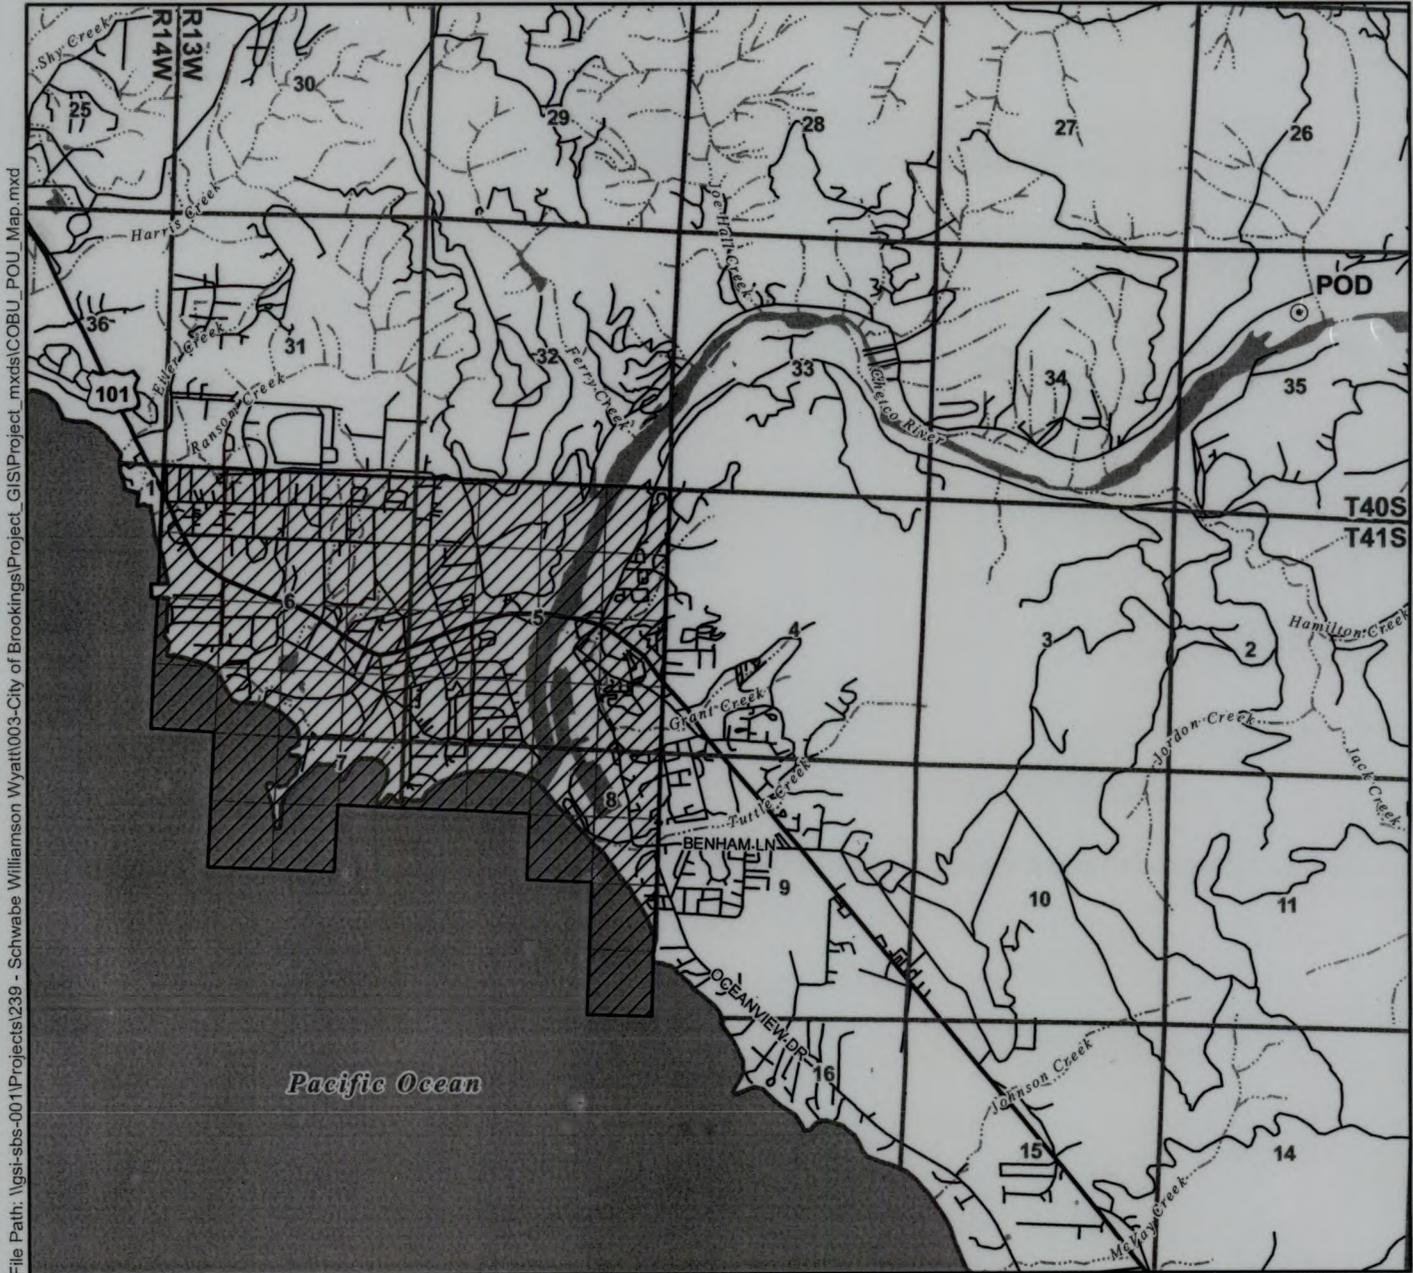 File Path: \\gsi-sbs-001\Projects\239 - Schwabe Williamson Wyatt\003-City of Brookings\Project_GIS\Project_mxds\COBU_POU_Map.mxd
R14W
R13W
Shy Creek
30
25
29
28
27
26
Harris Creek
Joe Hall Creek
POD
36
31
Eiler Creek
32
Ferry Creek
33
34
35
101
Ransom Creek
Chetco River
T40S
T41S
6
5
4
3
2
Hamilton Creek
Grant Creek
Jordon Creek
Jack Creek
7
8
Tuttle Creek
BENHAM LN
9
10
11
OCEANVIEW DR
Pacific Ocean
16
Johnson Creek
15
14
McVay Creek